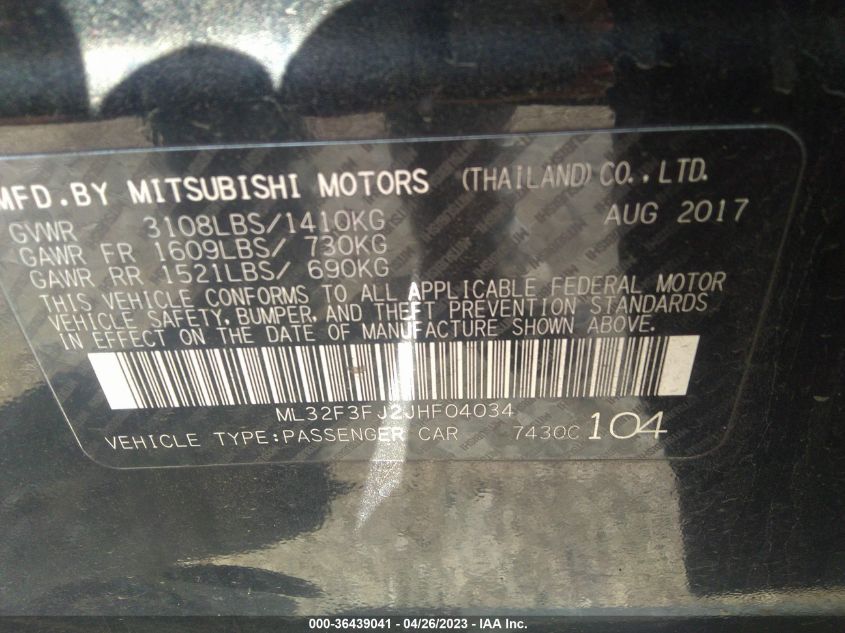 MFD. BY MITSUBISHI MOTORS (THAILAND) CO., LTD.
GVWR 3108LBS/1410KG AUG 2017
GAWR FR 1609LBS/ 730KG
GAWR RR 1521LBS/ 690KG
THIS VEHICLE CONFORMS TO ALL APPLICABLE FEDERAL MOTOR
VEHICLE SAFETY, BUMPER, AND THEFT PREVENTION STANDARDS
IN EFFECT ON THE DATE OF MANUFACTURE SHOWN ABOVE.
ML32F3FJ2JHF04034
VEHICLE TYPE:PASSENGER CAR 7430C 104
000-36439041 - 04/26/2023 - IAA Inc.